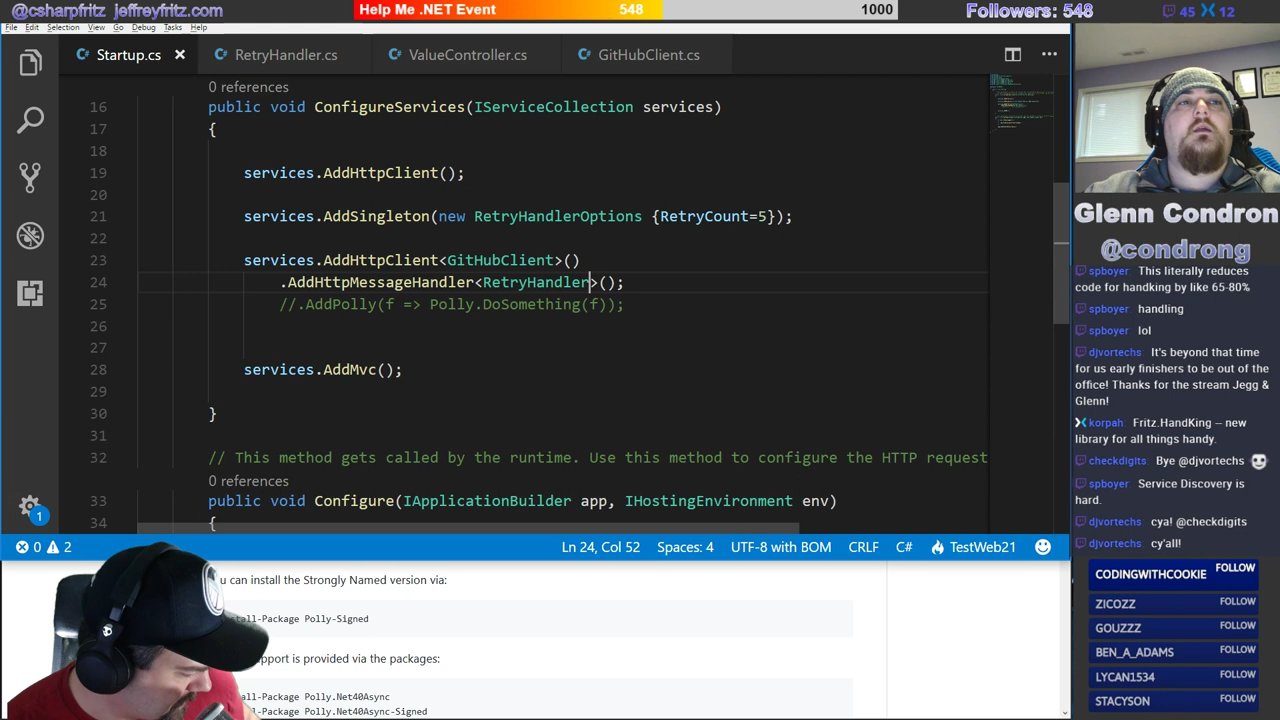 @csharpfritz jeffreyfritz.com
Help Me .NET Event 548 1000
Followers: 548 45 12
File Edit Selection View Go Debug Tasks Help
Startup.cs RetryHandler.cs ValueController.cs GitHubClient.cs
0 references
16 public void ConfigureServices(IServiceCollection services)
17 {
18
19 services.AddHttpClient();
20
21 services.AddSingleton(new RetryHandlerOptions {RetryCount=5});
22
23 services.AddHttpClient<GitHubClient>()
24 .AddHttpMessageHandler<RetryHandler>();
25 //.AddPolly(f => Polly.DoSomething(f));
26
27
28 services.AddMvc();
29
30 }
31
32 // This method gets called by the runtime. Use this method to configure the HTTP request
0 references
33 public void Configure(IApplicationBuilder app, IHostingEnvironment env)
34 {
1
0 2 Ln 24, Col 52 Spaces: 4 UTF-8 with BOM CRLF C# TestWeb21
u can install the Strongly Named version via:
tall-Package Polly-Signed
upport is provided via the packages:
tall-Package Polly.Net40Async
tall-Package Polly.Net40Async-Signed
Glenn Condron
@condrong
spboyer This literally reduces
code for handking by like 65-80%
spboyer handling
spboyer lol
djvortechs It's beyond that time
for us early finishers to be out of the
office! Thanks for the stream Jegg &
Glenn!
korpah Fritz.HandKing – new
library for all things handy.
checkdigits Bye @djvortechs
spboyer Service Discovery is
hard.
djvortechs cya! @checkdigits
djvortechs cy'all!
CODINGWITHCOOKIE FOLLOW
ZICOZZ FOLLOW
GOUZZZ FOLLOW
BEN_A_ADAMS FOLLOW
LYCAN1534 FOLLOW
STACYSON FOLLOW